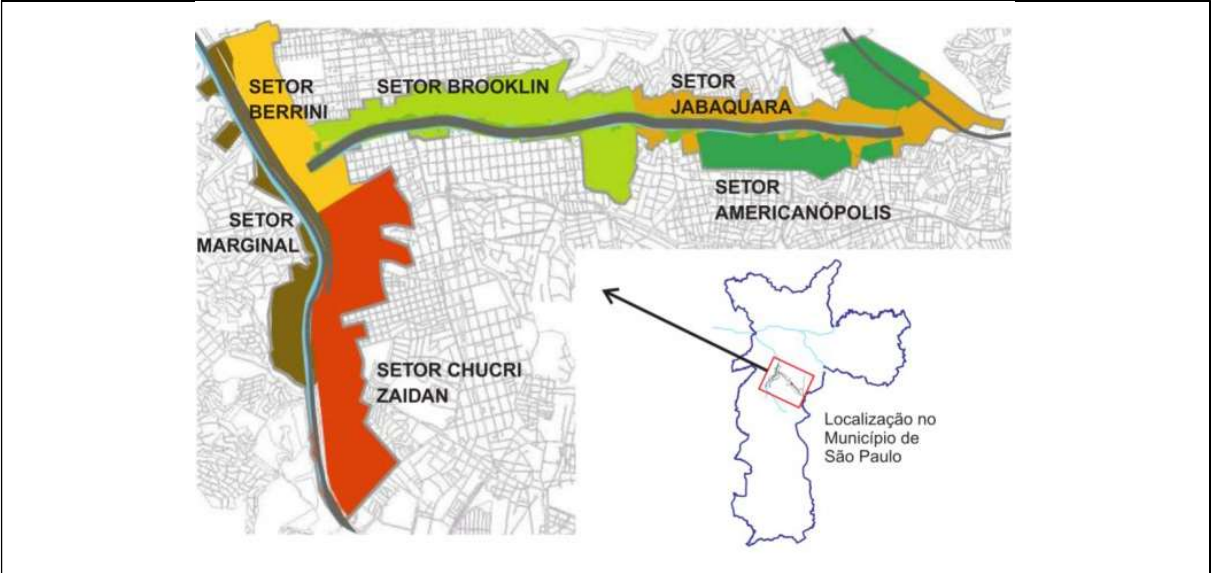 SETOR
BERRINI
SETOR BROOKLIN
SETOR
JABAQUARA
SETOR
AMERICANÓPOLIS
SETOR
MARGINAL
SETOR CHUCRI
ZAIDAN
Localização no
Município de
São Paulo